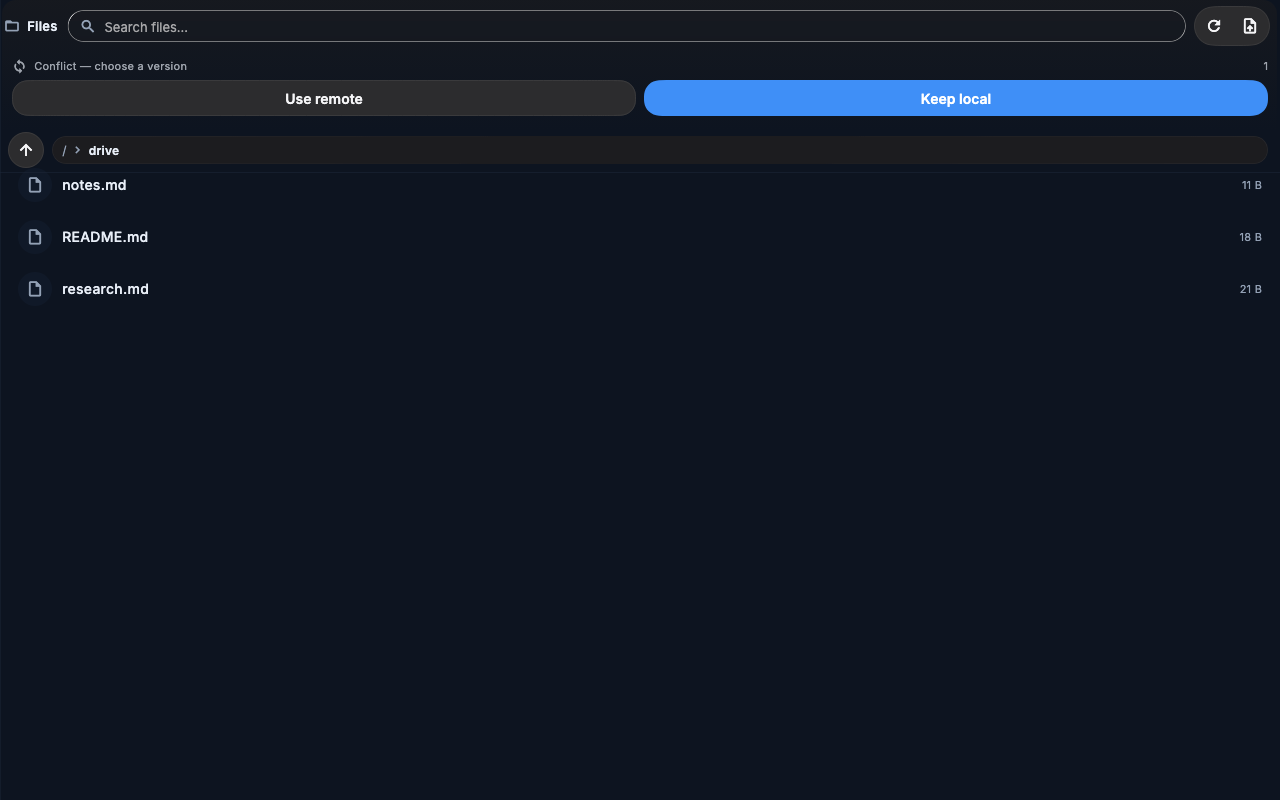 Files
Search files...
Conflict — choose a version 1
Use remote Keep local
/ > drive
notes.md 11 B
README.md 18 B
research.md 21 B